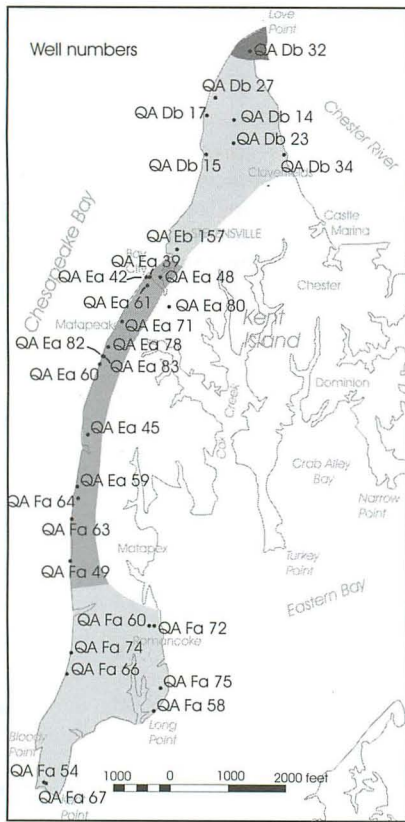 Love
Point
Well numbers
QA Db 32
QA Db 27
QA Db 17
QA Db 14
QA Db 23
QA Db 15
QA Db 34
Chester River
Cloverfields
Castle
Marina
QA Eb 157
QA Ea 39
Bay
City
QA Ea 42
QA Ea 48
Chester
QA Ea 61
QA Ea 80
Chesapeake Bay
Matapeake
QA Ea 71
Kent
Island
QA Ea 82
QA Ea 78
QA Ea 83
QA Ea 60
Dominion
Cox
Creek
QA Ea 45
Crab Alley
Bay
QA Ea 59
QA Fa 64
Narrow
Point
QA Fa 63
Matapex
Turkey
Point
QA Fa 49
Eastern Bay
QA Fa 60
QA Fa 72
Romancoke
QA Fa 74
QA Fa 66
QA Fa 75
QA Fa 58
Bloody
Point
Long
Point
QA Fa 54
QA Fa 67
Point
1000 0 1000 2000 feet